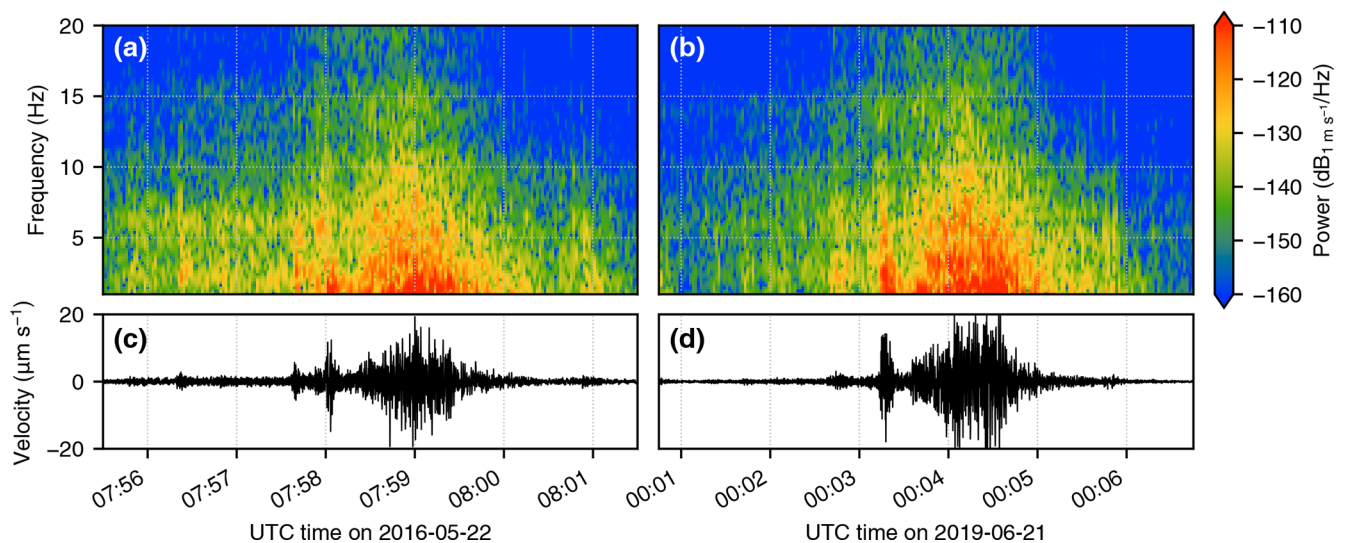 (a)
(b)
20
15
10
5
Frequency (Hz)
−110
−120
−130
−140
−150
−160
Power (dB1 m s−1/Hz)
(c)
(d)
20
0
−20
Velocity (µm s−1)
07:56 07:57 07:58 07:59 08:00 08:01
00:01 00:02 00:03 00:04 00:05 00:06
UTC time on 2016-05-22
UTC time on 2019-06-21